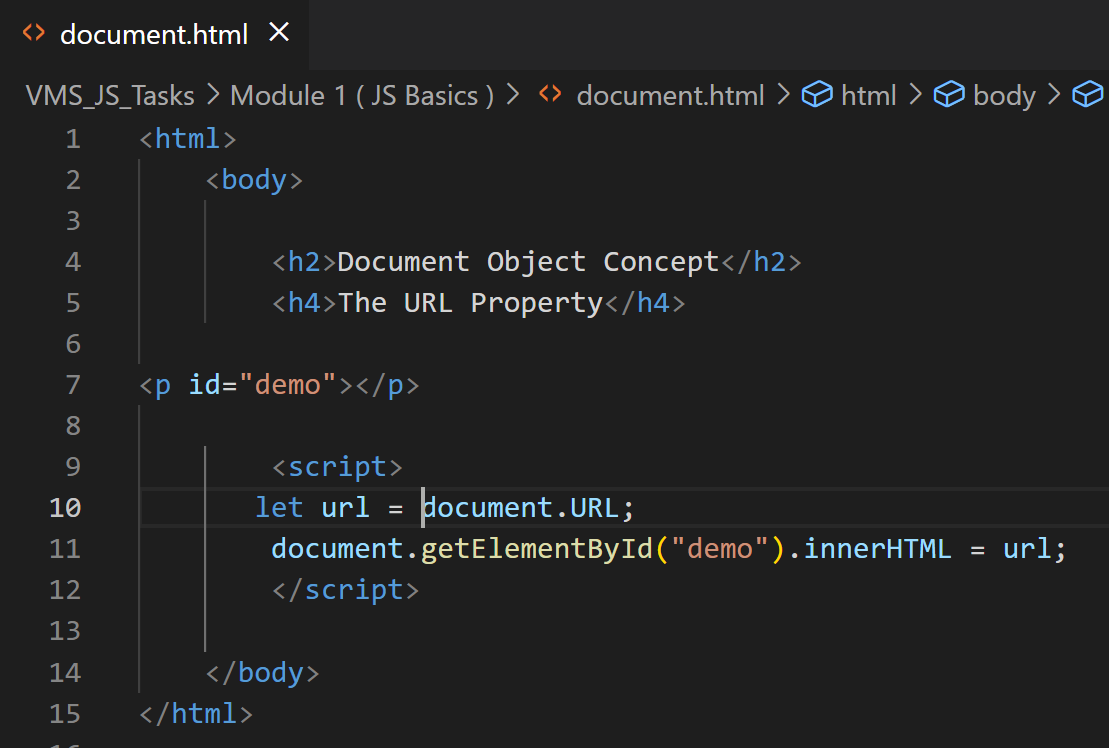 document.html
VMS_JS_Tasks > Module 1 ( JS Basics ) > document.html > html > body >
1 <html>
2 <body>
3
4 <h2>Document Object Concept</h2>
5 <h4>The URL Property</h4>
6
7 <p id="demo"></p>
8
9 <script>
10 let url = document.URL;
11 document.getElementById("demo").innerHTML = url;
12 </script>
13
14 </body>
15 </html>